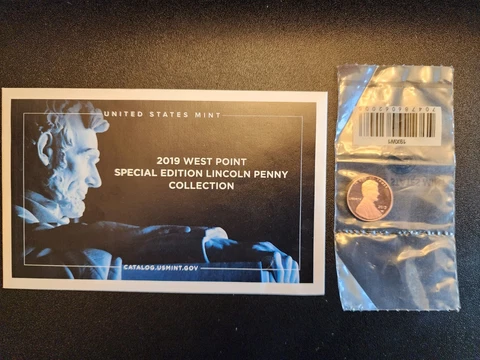 UNITED STATES MINT
2019 WEST POINT
SPECIAL EDITION LINCOLN PENNY
COLLECTION
CATALOG.USMINT.GOV